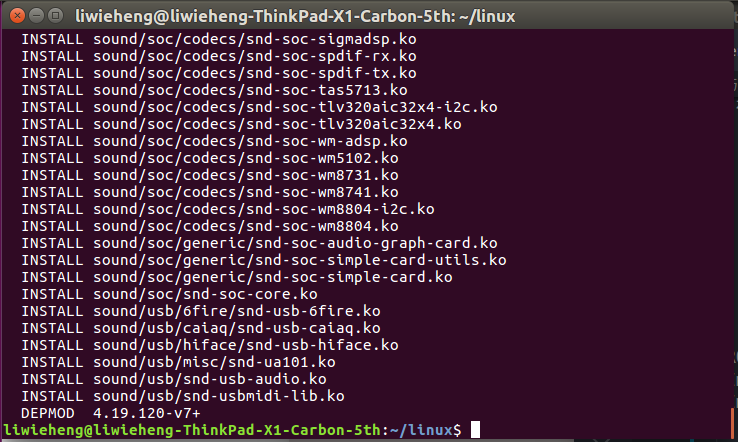 liwieheng@liwieheng-ThinkPad-X1-Carbon-5th: ~/linux
INSTALL sound/soc/codecs/snd-soc-sigmadsp.ko
INSTALL sound/soc/codecs/snd-soc-spdif-rx.ko
INSTALL sound/soc/codecs/snd-soc-spdif-tx.ko
INSTALL sound/soc/codecs/snd-soc-tas5713.ko
INSTALL sound/soc/codecs/snd-soc-tlv320aic32x4-i2c.ko
INSTALL sound/soc/codecs/snd-soc-tlv320aic32x4.ko
INSTALL sound/soc/codecs/snd-soc-wm-adsp.ko
INSTALL sound/soc/codecs/snd-soc-wm5102.ko
INSTALL sound/soc/codecs/snd-soc-wm8731.ko
INSTALL sound/soc/codecs/snd-soc-wm8741.ko
INSTALL sound/soc/codecs/snd-soc-wm8804-i2c.ko
INSTALL sound/soc/codecs/snd-soc-wm8804.ko
INSTALL sound/soc/generic/snd-soc-audio-graph-card.ko
INSTALL sound/soc/generic/snd-soc-simple-card-utils.ko
INSTALL sound/soc/generic/snd-soc-simple-card.ko
INSTALL sound/soc/snd-soc-core.ko
INSTALL sound/usb/6fire/snd-usb-6fire.ko
INSTALL sound/usb/caiaq/snd-usb-caiaq.ko
INSTALL sound/usb/hiface/snd-usb-hiface.ko
INSTALL sound/usb/misc/snd-ua101.ko
INSTALL sound/usb/snd-usb-audio.ko
INSTALL sound/usb/snd-usbmidi-lib.ko
DEPMOD  4.19.120-v7+
liwieheng@liwieheng-ThinkPad-X1-Carbon-5th:~/linux$